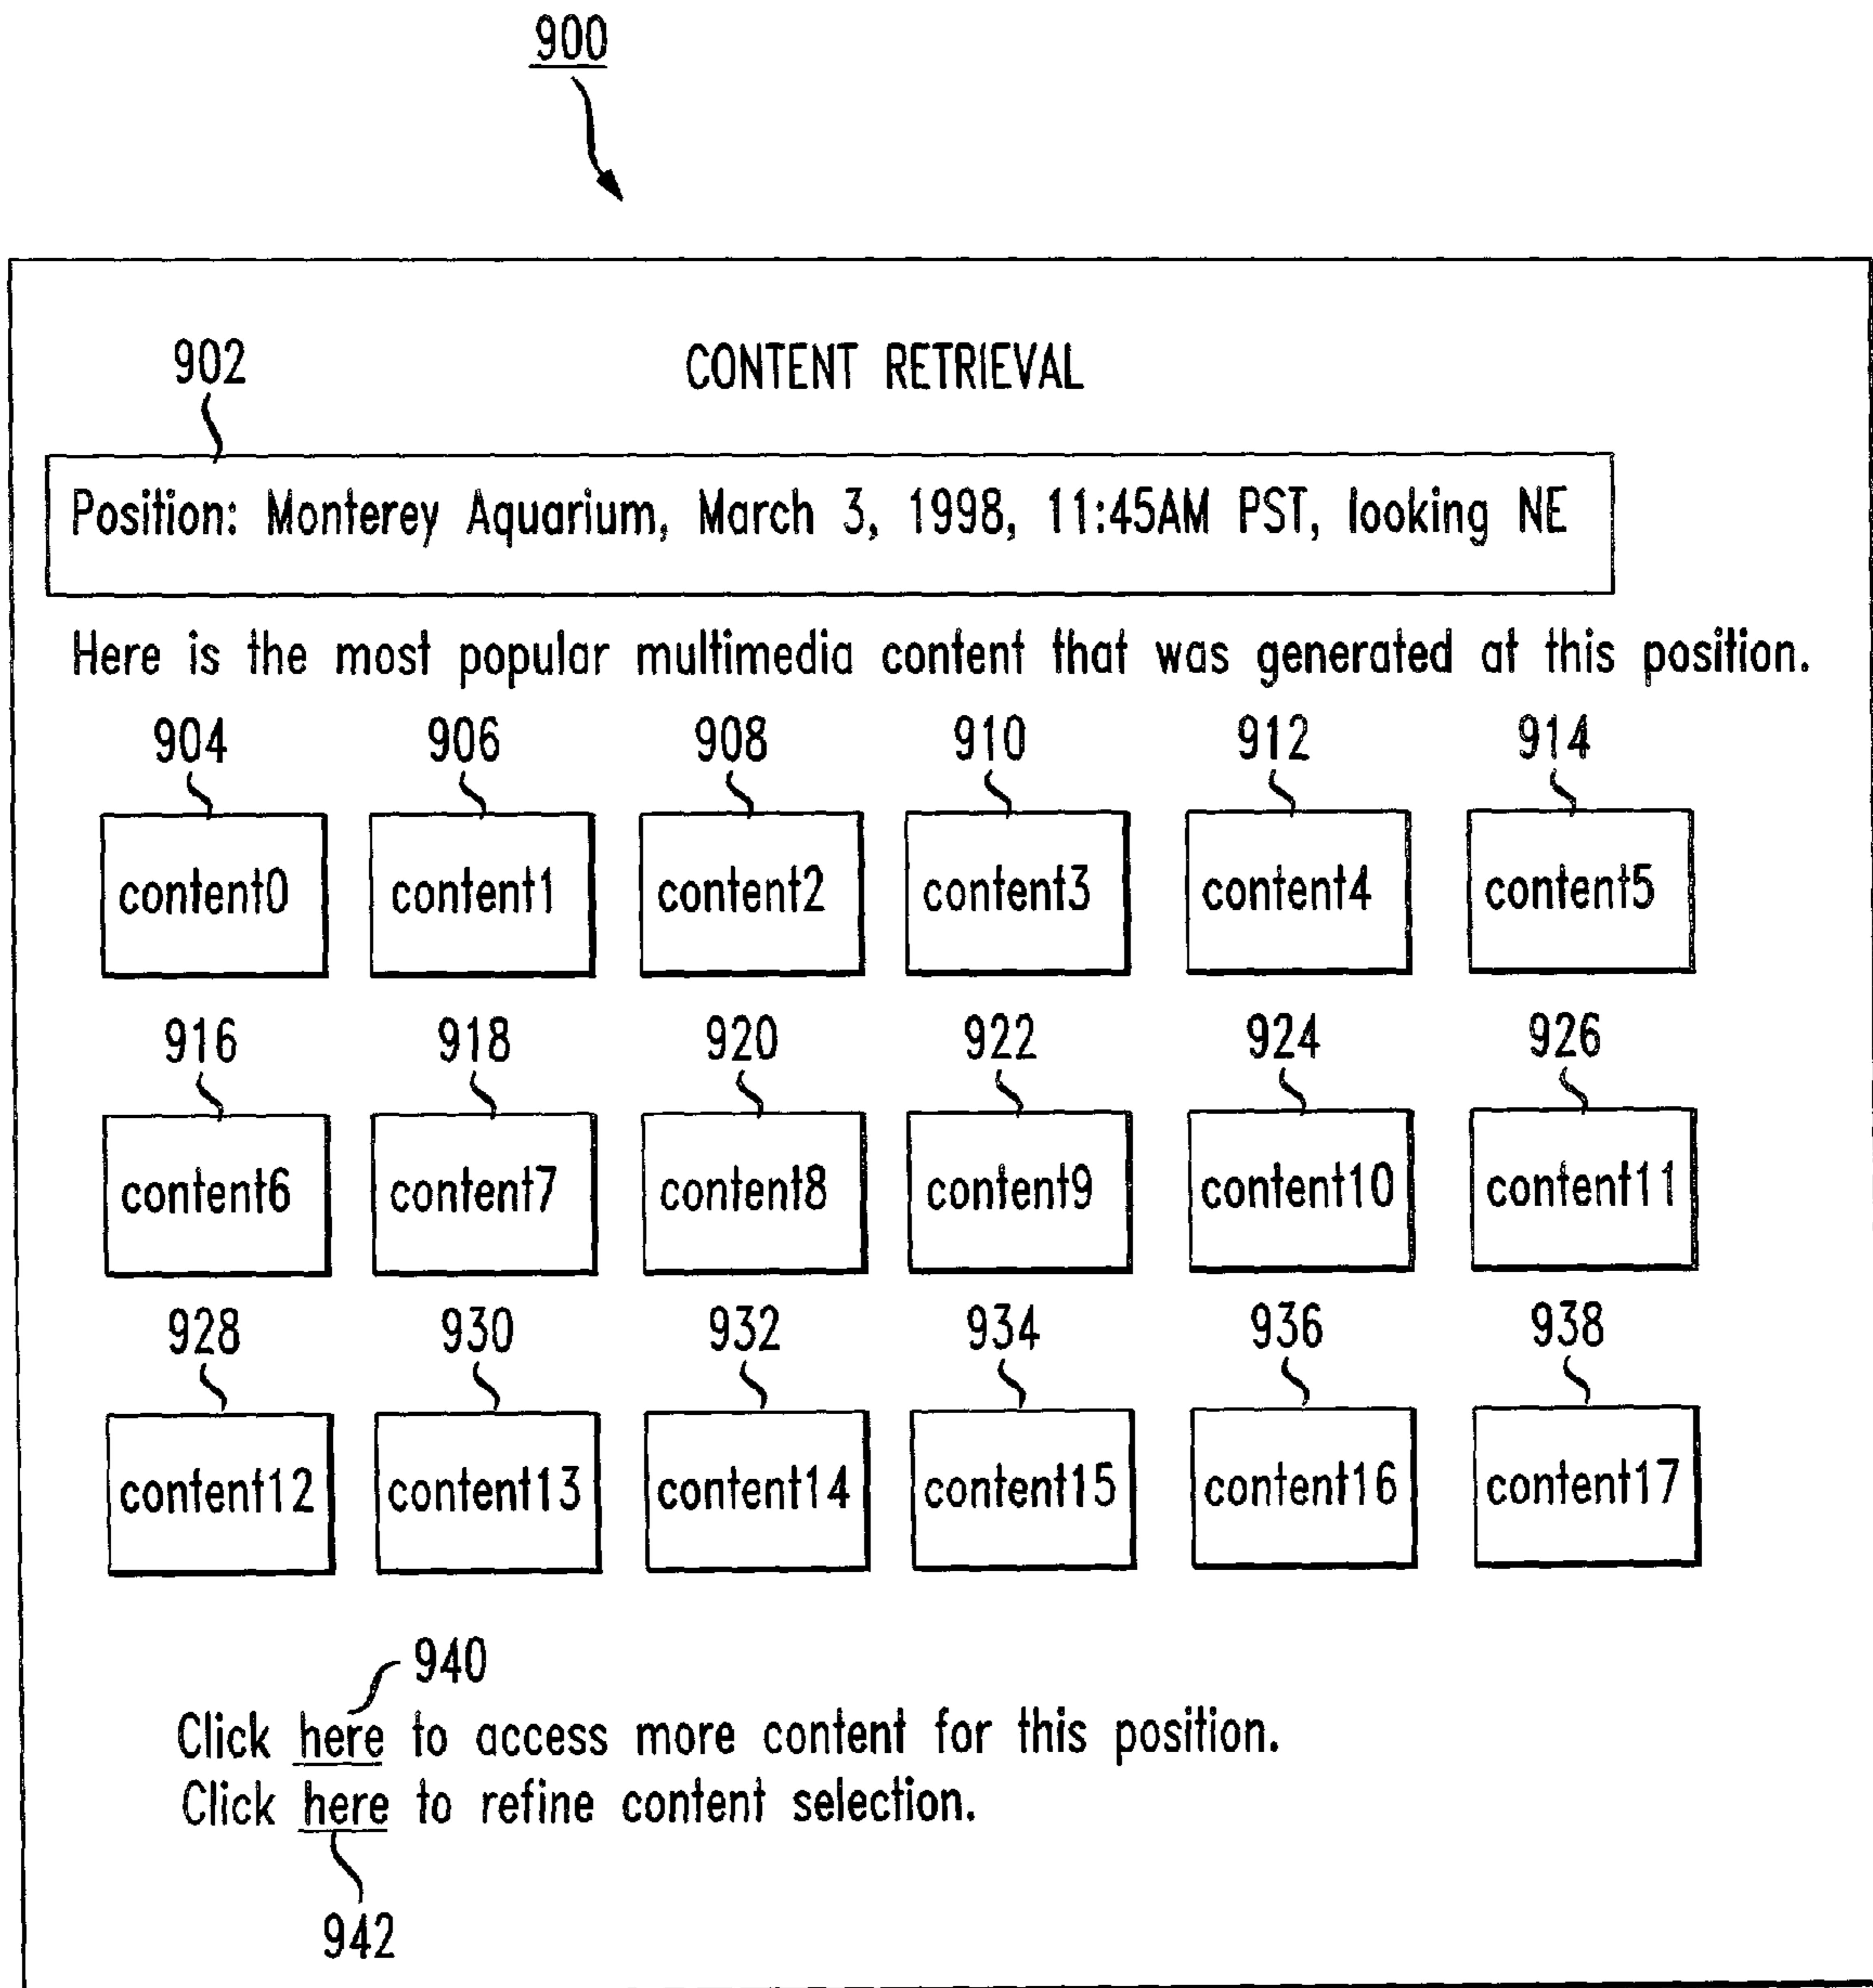 900
902
CONTENT RETRIEVAL
Position: Monterey Aquarium, March 3, 1998, 11:45AM PST, looking NE
Here is the most popular multimedia content that was generated at this position.
904 906 908 910 912 914
content0 content1 content2 content3 content4 content5
916 918 920 922 924 926
content6 content7 content8 content9 content10 content11
928 930 932 934 936 938
content12 content13 content14 content15 content16 content17
940
Click here to access more content for this position.
Click here to refine content selection.
942